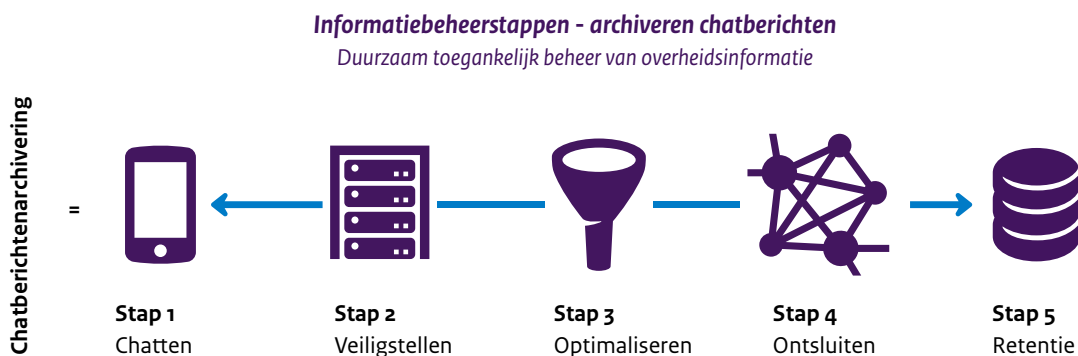 Informatiebeheerstappen - archiveren chatberichten
Duurzaam toegankelijk beheer van overheidsinformatie
Chatberichtenarchivering
=
Stap 1
Chatten
Stap 2
Veiligstellen
Stap 3
Optimaliseren
Stap 4
Ontsluiten
Stap 5
Retentie